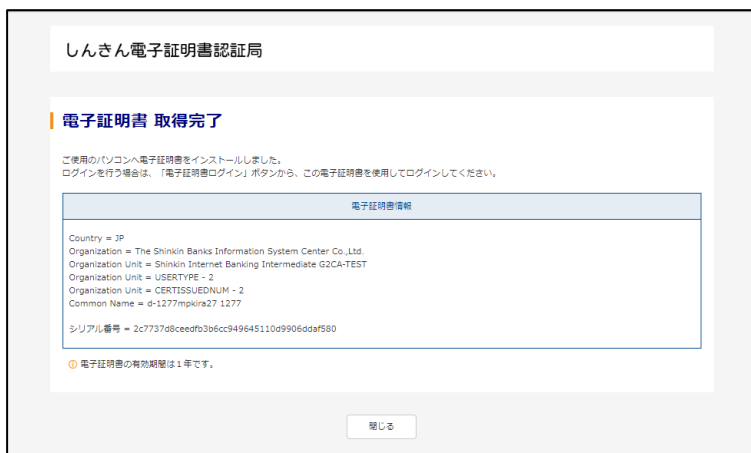 しんきん電子証明書認証局
電子証明書 取得完了
ご使用のパソコンへ電子証明書をインストールしました。
ログインを行う場合は、「電子証明書ログイン」ボタンから、この電子証明書を使用してログインしてください。
電子証明書情報
Country = JP
Organization = The Shinkin Banks Information System Center Co.,Ltd.
Organization Unit = Shinkin Internet Banking Intermediate G2CA-TEST
Organization Unit = USERTYPE - 2
Organization Unit = CERTISSUEDNUM - 2
Common Name = d-1277mpkira27 1277
シリアル番号 = 2c7737d8ceedfb3b6cc949645110d9906ddaf580
電子証明書の有効期間は1年です。
閉じる